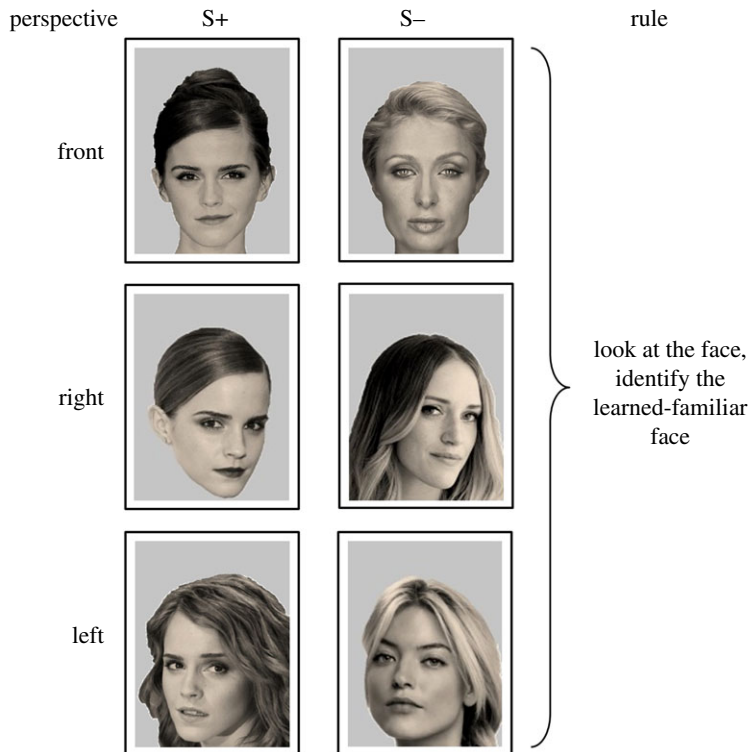 perspective S+ S– rule
front
right
look at the face,
identify the
learned-familiar
face
left